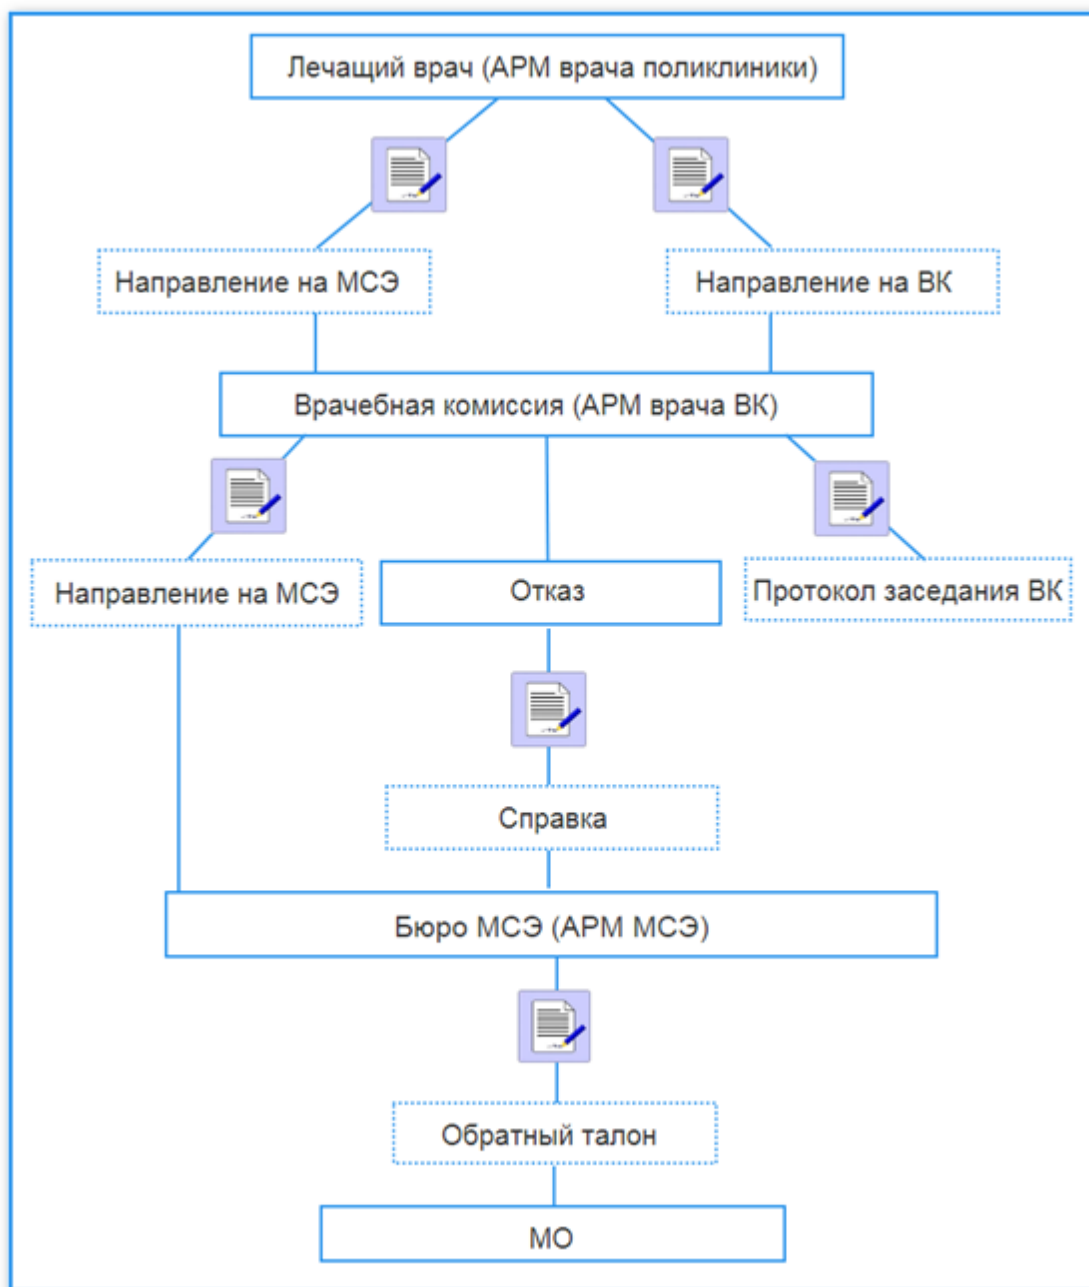 Лечащий врач (АРМ врача поликлиники)
Направление на МСЭ
Направление на ВК
Врачебная комиссия (АРМ врача ВК)
Направление на МСЭ
Отказ
Протокол заседания ВК
Справка
Бюро МСЭ (АРМ МСЭ)
Обратный талон
МО